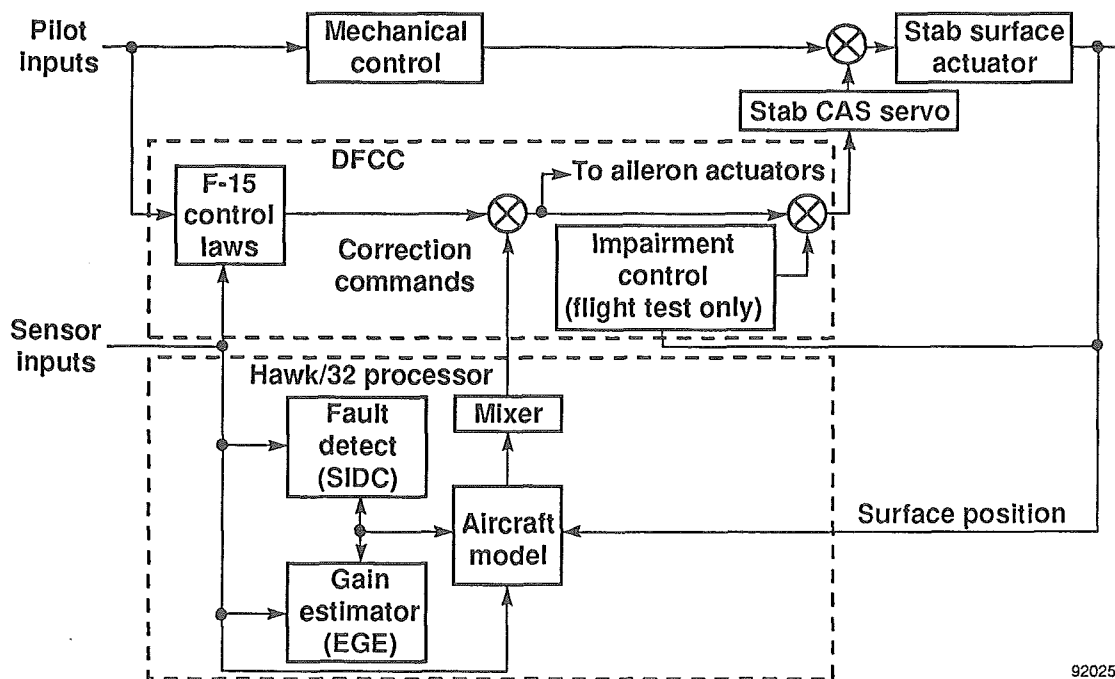 Pilot
inputs
Mechanical
control
Stab surface
actuator
Stab CAS servo
DFCC
To aileron actuators
F-15
control
laws
Correction
commands
Impairment
control
(flight test only)
Sensor
inputs
Hawk/32 processor
Mixer
Fault
detect
(SIDC)
Aircraft
model
Surface position
Gain
estimator
(EGE)
92025